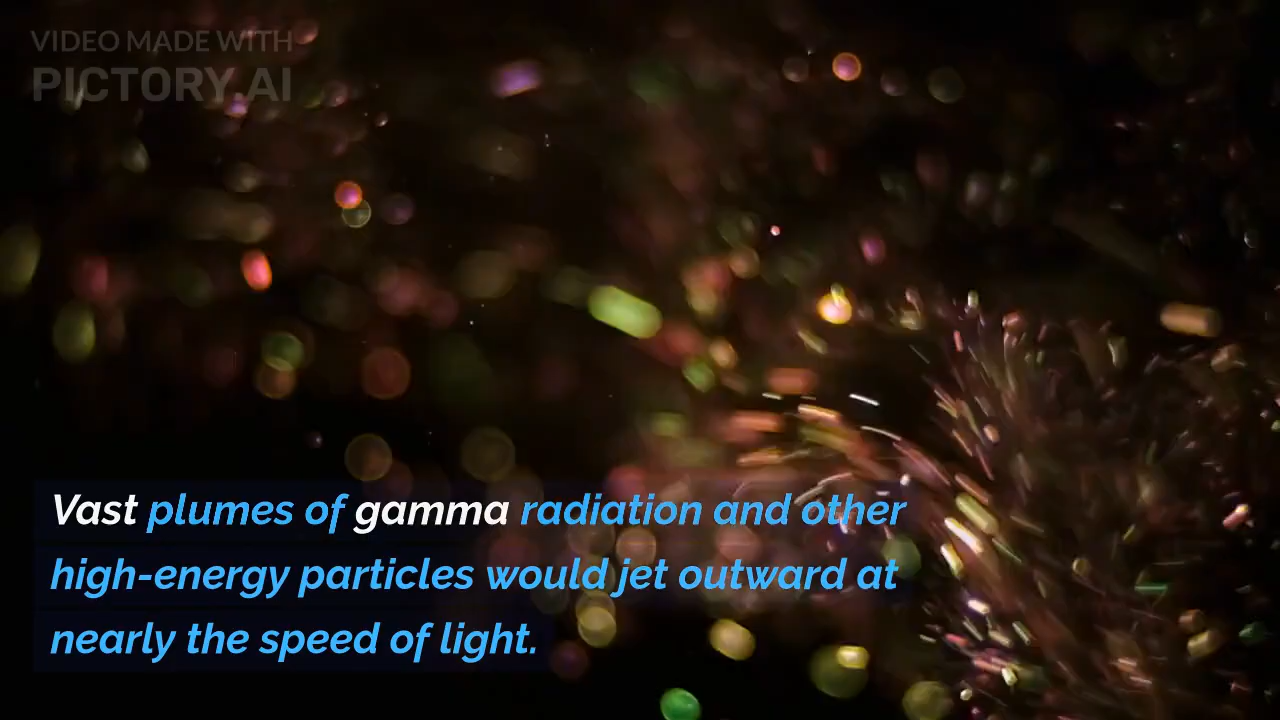 VIDEO MADE WITH
PICTORY.AI
Vast plumes of gamma radiation and other
high-energy particles would jet outward at
nearly the speed of light.